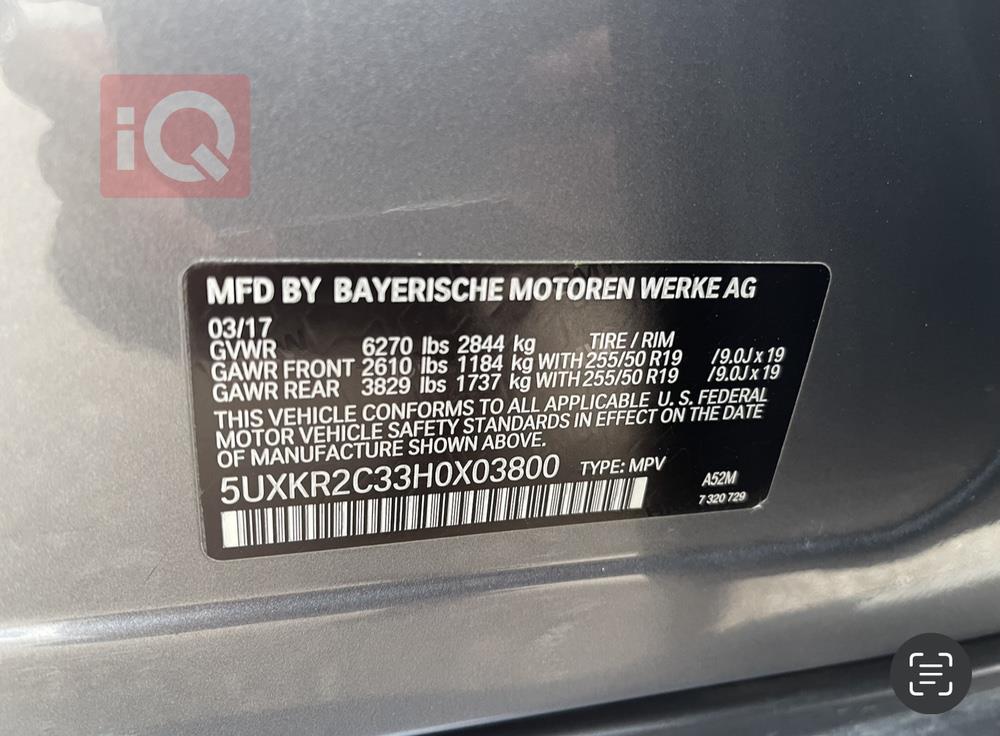 iQ
MFD BY BAYERISCHE MOTOREN WERKE AG
03/17 TIRE / RIM
GVWR 6270 lbs 2844 kg
GAWR FRONT 2610 lbs 1184 kg WITH 255/50 R19 /9.0J x 19
GAWR REAR 3829 lbs 1737 kg WITH 255/50 R19 /9.0J x 19
THIS VEHICLE CONFORMS TO ALL APPLICABLE U. S. FEDERAL
MOTOR VEHICLE SAFETY STANDARDS IN EFFECT ON THE DATE
OF MANUFACTURE SHOWN ABOVE.
5UXKR2C33H0X03800 TYPE: MPV A52M
7 320 729